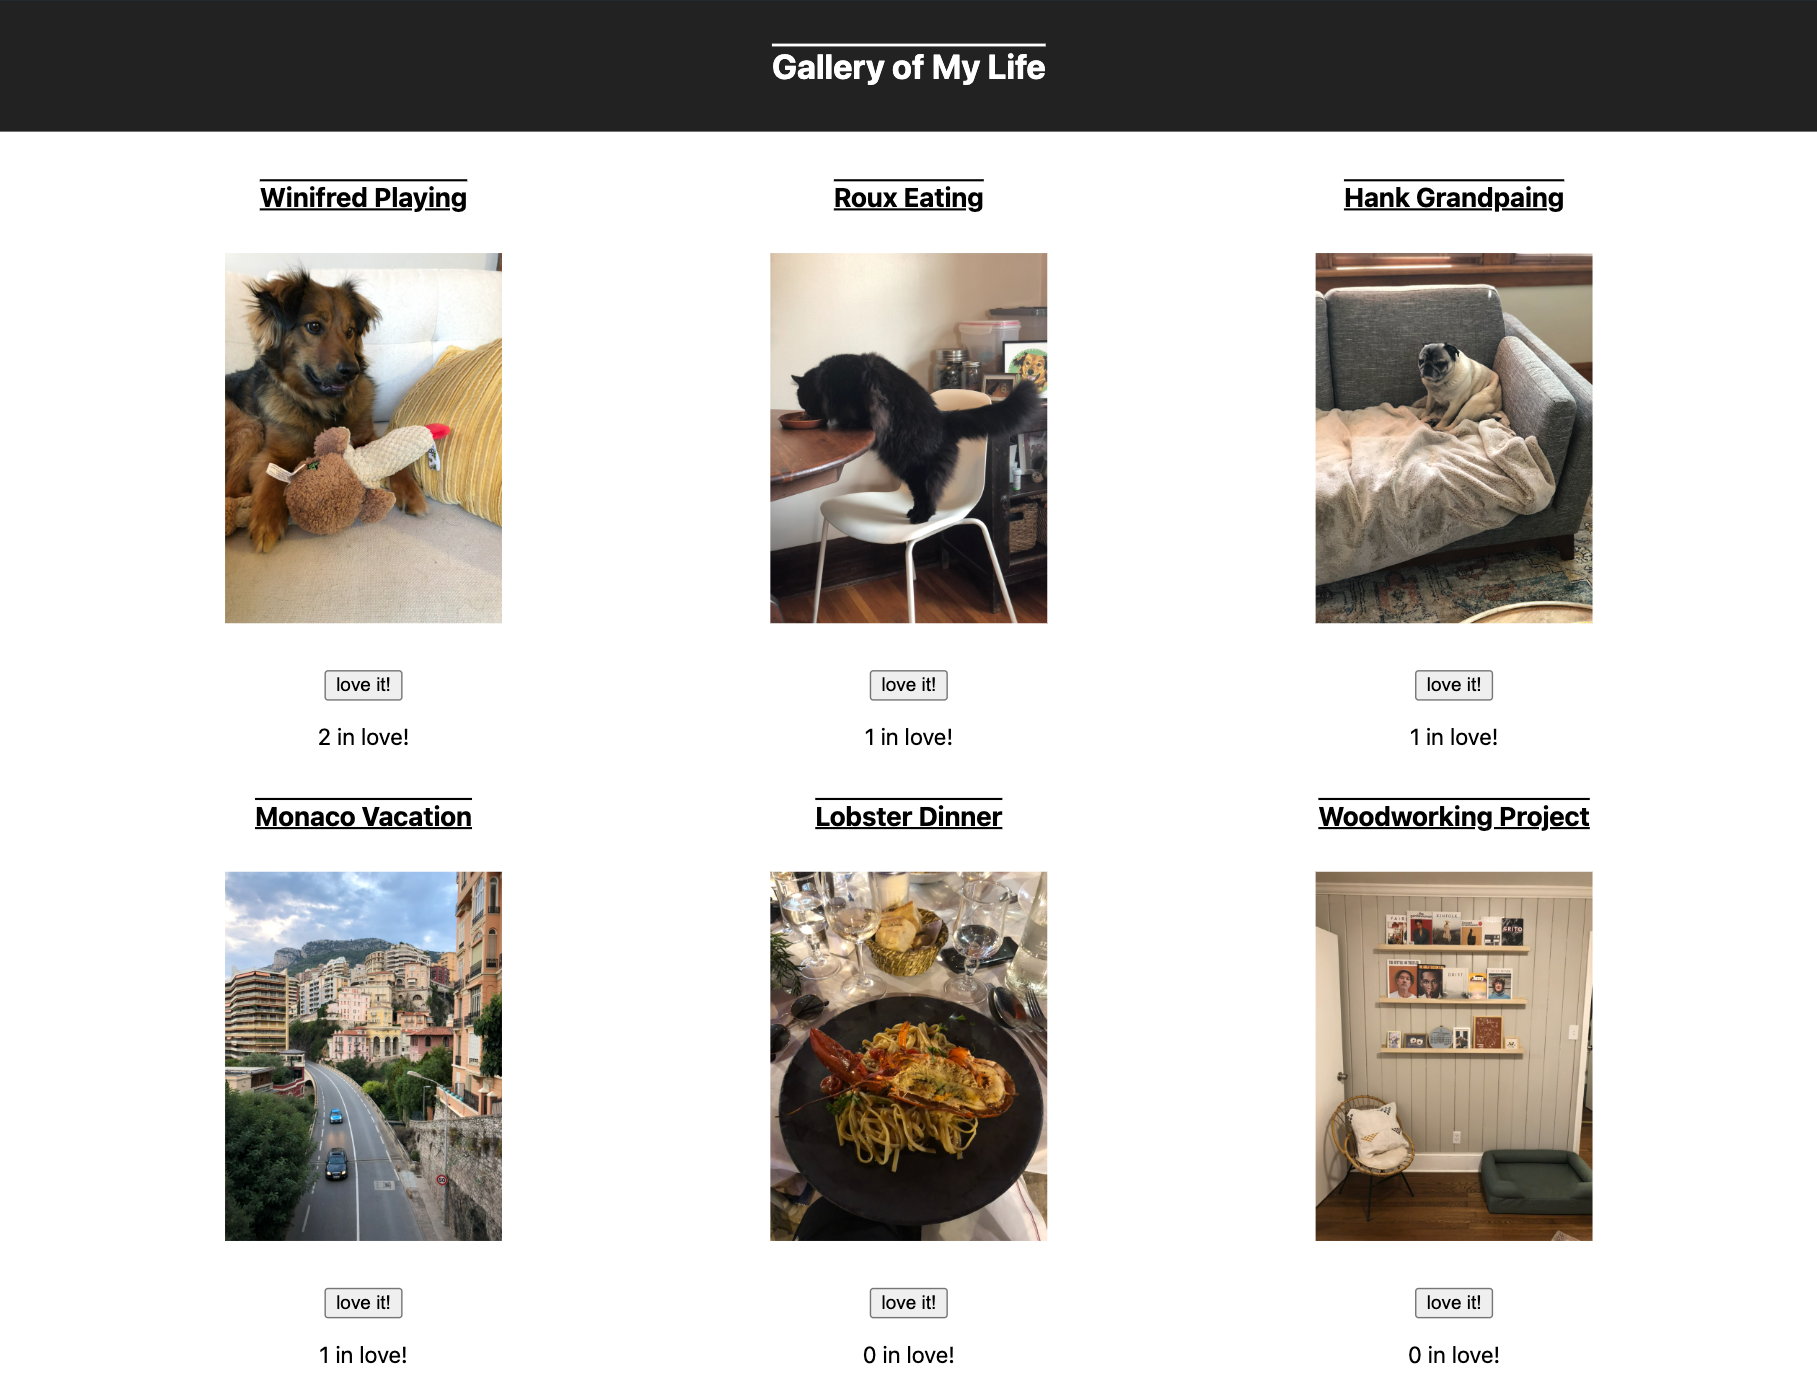 Gallery of My Life
Winifred Playing
Roux Eating
Hank Grandpaing
love it!
love it!
love it!
2 in love!
1 in love!
1 in love!
Monaco Vacation
Lobster Dinner
Woodworking Project
KINFOLK
GRIT
love it!
love it!
love it!
1 in love!
0 in love!
0 in love!